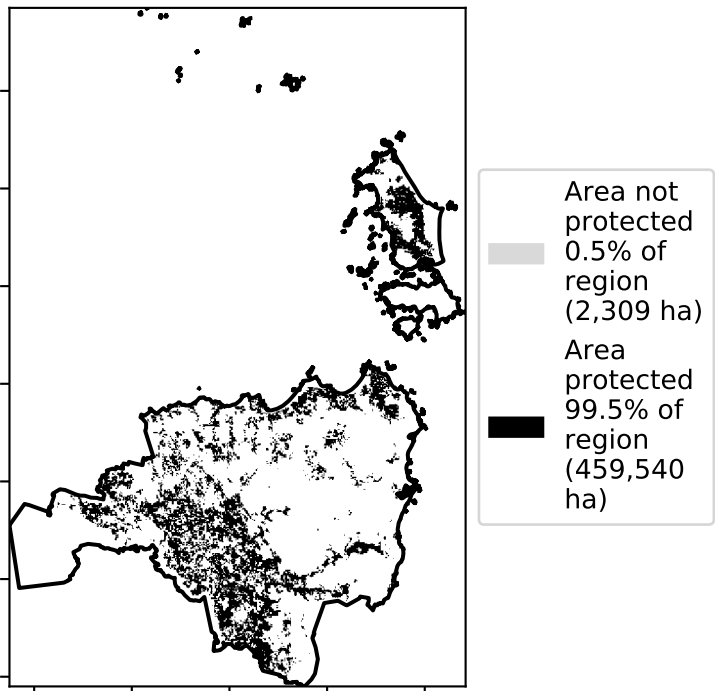 Area not
protected
0.5% of
region
(2,309 ha)
Area
protected
99.5% of
region
(459,540
ha)